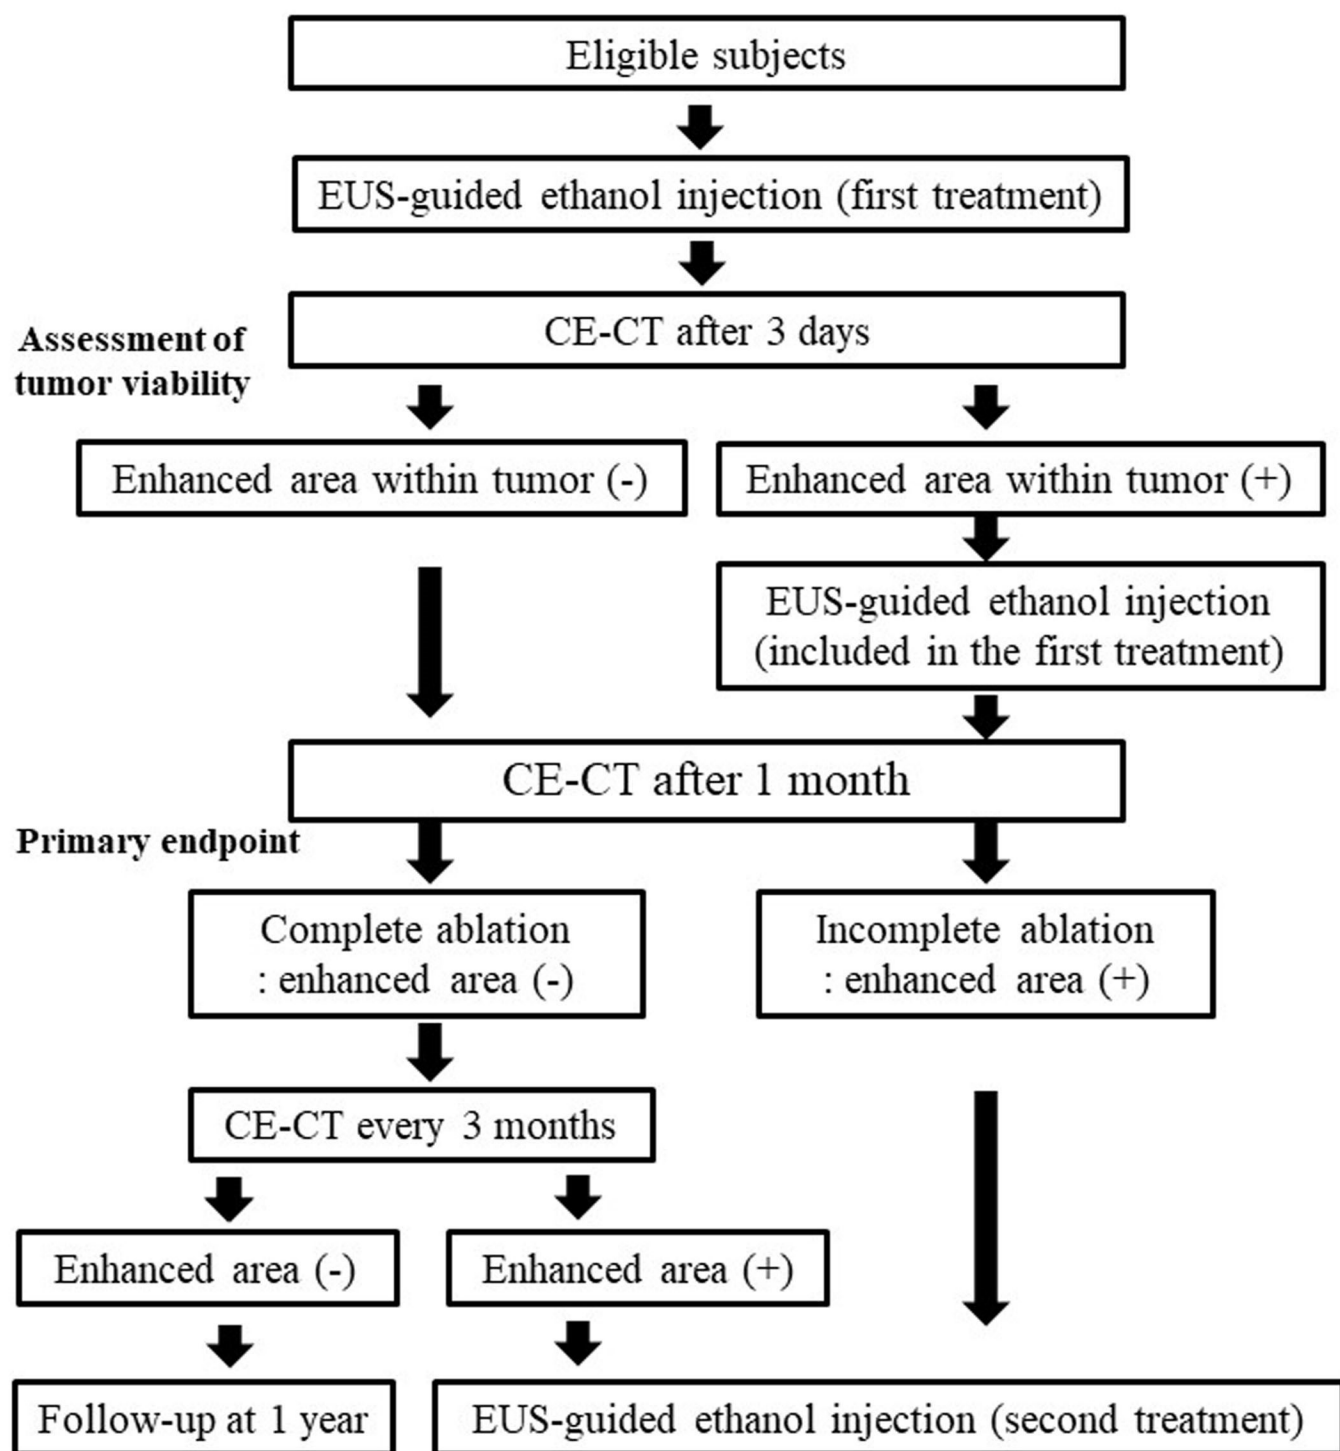 Eligible subjects
EUS-guided ethanol injection (first treatment)
CE-CT after 3 days
Assessment of
tumor viability
Enhanced area within tumor (-)
Enhanced area within tumor (+)
EUS-guided ethanol injection
(included in the first treatment)
CE-CT after 1 month
Primary endpoint
Complete ablation
: enhanced area (-)
Incomplete ablation
: enhanced area (+)
CE-CT every 3 months
Enhanced area (-)
Enhanced area (+)
Follow-up at 1 year
EUS-guided ethanol injection (second treatment)